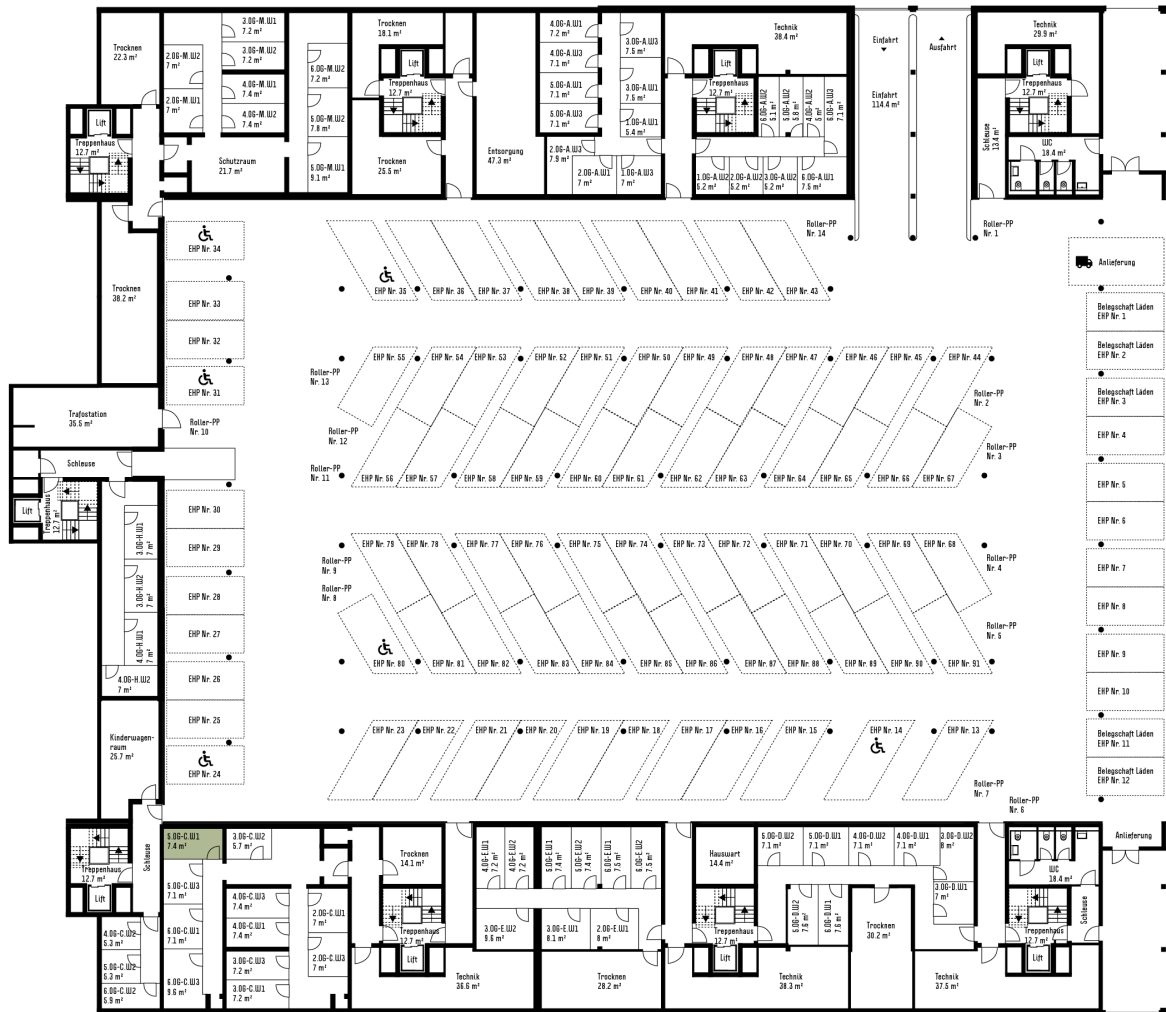 Trocknen
22.3 m²
2.OG-M.W2
7 m²
2.OG-M.W1
7 m²
3.OG-M.W1
7.2 m²
3.OG-M.W2
7.2 m²
4.OG-M.W1
7.4 m²
4.OG-M.W2
7.4 m²
6.OG-M.W2
7.2 m²
5.OG-M.W2
7.8 m²
5.OG-M.W1
9.1 m²
Trocknen
18.1 m²
Lift
Treppenhaus
12.7 m²
Trocknen
25.5 m²
Entsorgung
47.3 m²
4.OG-A.W1
7.2 m²
4.OG-A.W3
7.1 m²
5.OG-A.W1
7.1 m²
5.OG-A.W3
7.1 m²
2.OG-A.W3
7.9 m²
2.OG-A.W1
7 m²
1.OG-A.W3
7 m²
3.OG-A.W3
7.5 m²
3.OG-A.W1
7.5 m²
1.OG-A.W1
5.4 m²
Technik
38.4 m²
Lift
Treppenhaus
12.7 m²
6.OG-A.W2
5.1 m²
5.OG-A.W2
5.8 m²
4.OG-A.W2
5 m²
6.OG-A.W3
7.1 m²
1.OG-A.W2
5.2 m²
2.OG-A.W2
5.2 m²
3.OG-A.W2
5.2 m²
6.OG-A.W1
7.5 m²
Einfahrt
Ausfahrt
Einfahrt
114.4 m²
Technik
29.9 m²
Lift
Treppenhaus
12.7 m²
Schleuse
13.4 m²
WC
18.4 m²
Lift
Treppenhaus
12.7 m²
Schutzraum
21.7 m²
Roller-PP
Nr. 14
Roller-PP
Nr. 1
Anlieferung
EHP Nr. 34
EHP Nr. 33
EHP Nr. 32
EHP Nr. 31
Trocknen
38.2 m²
EHP Nr. 35
EHP Nr. 36
EHP Nr. 37
EHP Nr. 38
EHP Nr. 39
EHP Nr. 40
EHP Nr. 41
EHP Nr. 42
EHP Nr. 43
Belegschaft Läden
EHP Nr. 1
Belegschaft Läden
EHP Nr. 2
Belegschaft Läden
EHP Nr. 3
EHP Nr. 4
EHP Nr. 5
EHP Nr. 6
EHP Nr. 7
EHP Nr. 8
EHP Nr. 9
EHP Nr. 10
Belegschaft Läden
EHP Nr. 11
Belegschaft Läden
EHP Nr. 12
EHP Nr. 55
EHP Nr. 54
EHP Nr. 53
EHP Nr. 52
EHP Nr. 51
EHP Nr. 50
EHP Nr. 49
EHP Nr. 48
EHP Nr. 47
EHP Nr. 46
EHP Nr. 45
EHP Nr. 44
Roller-PP
Nr. 13
Roller-PP
Nr. 2
Trafostation
35.5 m²
Roller-PP
Nr. 10
Roller-PP
Nr. 12
Roller-PP
Nr. 3
Roller-PP
Nr. 11
EHP Nr. 56
EHP Nr. 57
EHP Nr. 58
EHP Nr. 59
EHP Nr. 60
EHP Nr. 61
EHP Nr. 62
EHP Nr. 63
EHP Nr. 64
EHP Nr. 65
EHP Nr. 66
EHP Nr. 67
Schleuse
Lift
Treppenhaus
12.7 m²
3.OG-H.W1
7 m²
3.OG-H.W2
7 m²
4.OG-H.W1
7 m²
4.OG-H.W2
7 m²
EHP Nr. 30
EHP Nr. 29
EHP Nr. 28
EHP Nr. 27
EHP Nr. 26
EHP Nr. 25
EHP Nr. 24
EHP Nr. 79
EHP Nr. 78
EHP Nr. 77
EHP Nr. 76
EHP Nr. 75
EHP Nr. 74
EHP Nr. 73
EHP Nr. 72
EHP Nr. 71
EHP Nr. 70
EHP Nr. 69
EHP Nr. 68
Roller-PP
Nr. 9
Roller-PP
Nr. 4
Roller-PP
Nr. 8
Roller-PP
Nr. 5
EHP Nr. 80
EHP Nr. 81
EHP Nr. 82
EHP Nr. 83
EHP Nr. 84
EHP Nr. 85
EHP Nr. 86
EHP Nr. 87
EHP Nr. 88
EHP Nr. 89
EHP Nr. 90
EHP Nr. 91
Kinderwagen-
raum
25.7 m²
EHP Nr. 23
EHP Nr. 22
EHP Nr. 21
EHP Nr. 20
EHP Nr. 19
EHP Nr. 18
EHP Nr. 17
EHP Nr. 16
EHP Nr. 15
EHP Nr. 14
EHP Nr. 13
Roller-PP
Nr. 7
Roller-PP
Nr. 6
Treppenhaus
12.7 m²
Lift
Schleuse
5.OG-C.W1
7.4 m²
3.OG-C.W2
5.7 m²
5.OG-C.W3
7.1 m²
6.OG-C.W1
7.1 m²
6.OG-C.W3
9.6 m²
4.OG-C.W2
5.3 m²
5.OG-C.W2
5.3 m²
6.OG-C.W2
5.9 m²
4.OG-C.W3
7.4 m²
4.OG-C.W1
7.4 m²
3.OG-C.W3
7.2 m²
3.OG-C.W1
7.2 m²
2.OG-C.W1
7 m²
2.OG-C.W3
7 m²
Trocknen
14.1 m²
Treppenhaus
12.7 m²
Lift
Technik
36.6 m²
4.OG-E.W1
7.2 m²
4.OG-E.W2
7.2 m²
5.OG-E.W1
7.4 m²
5.OG-E.W2
7.4 m²
6.OG-E.W1
7.5 m²
6.OG-E.W2
7.5 m²
3.OG-E.W2
9.6 m²
3.OG-E.W1
8.1 m²
2.OG-E.W1
8 m²
Trocknen
28.2 m²
Hauswart
14.4 m²
Treppenhaus
12.7 m²
Lift
5.OG-D.W2
7.1 m²
5.OG-D.W1
7.1 m²
4.OG-D.W2
7.1 m²
4.OG-D.W1
7.1 m²
3.OG-D.W2
8 m²
3.OG-D.W1
7 m²
6.OG-D.W2
7.6 m²
6.OG-D.W1
7.6 m²
Trocknen
30.2 m²
Technik
38.3 m²
Technik
37.5 m²
WC
18.4 m²
Schleuse
Treppenhaus
12.7 m²
Lift
Anlieferung